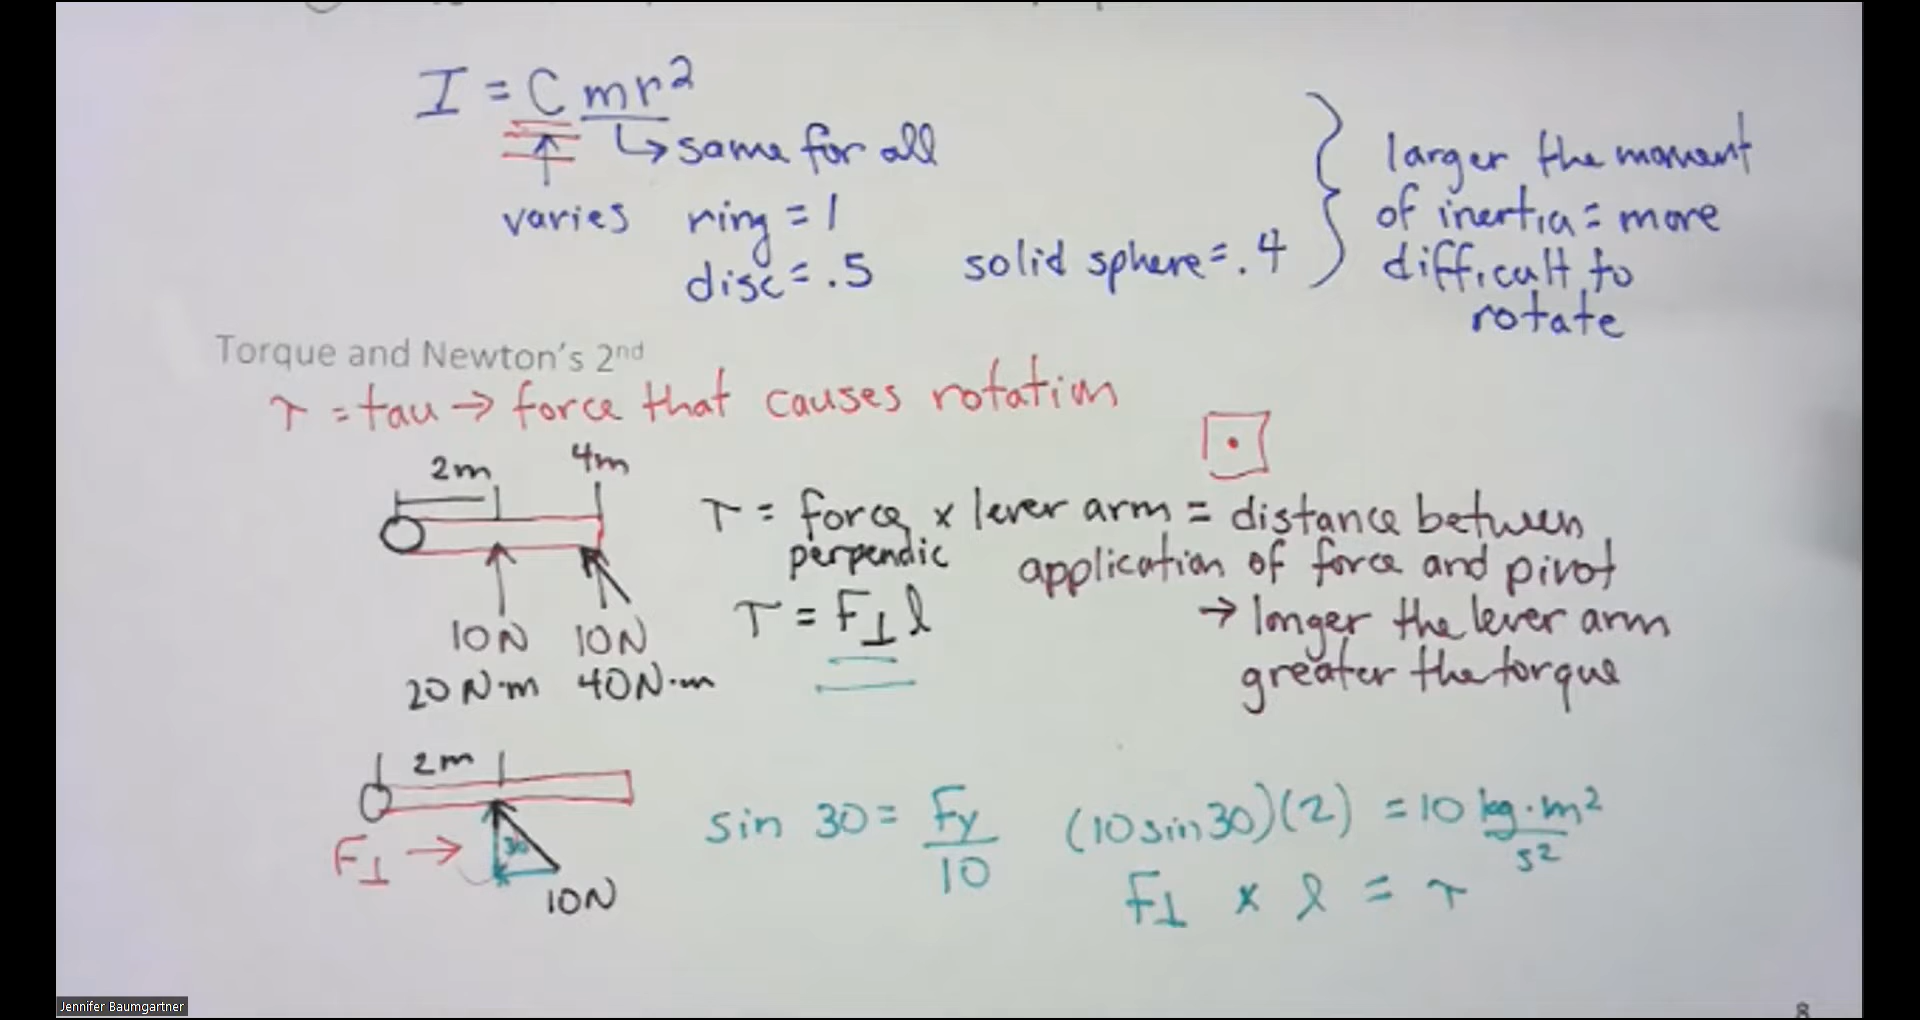 I = C mr²
↳ same for all
varies ring = 1
disc = .5 solid sphere = .4
larger the moment
of inertia = more
difficult to
rotate
Torque and Newton's 2nd
τ = tau → force that causes rotation
2m 4m
τ = force × lever arm = distance between
perpendic application of force and pivot
τ = F⊥ l
→ longer the lever arm
greater the torque
10N 10N
20 N·m 40N·m
2m
F⊥ →
30
10N
sin 30 = Fy/10 (10 sin 30)(2) = 10 kg·m²/s²
F⊥ × l = τ
8
Jennifer Baumgartner